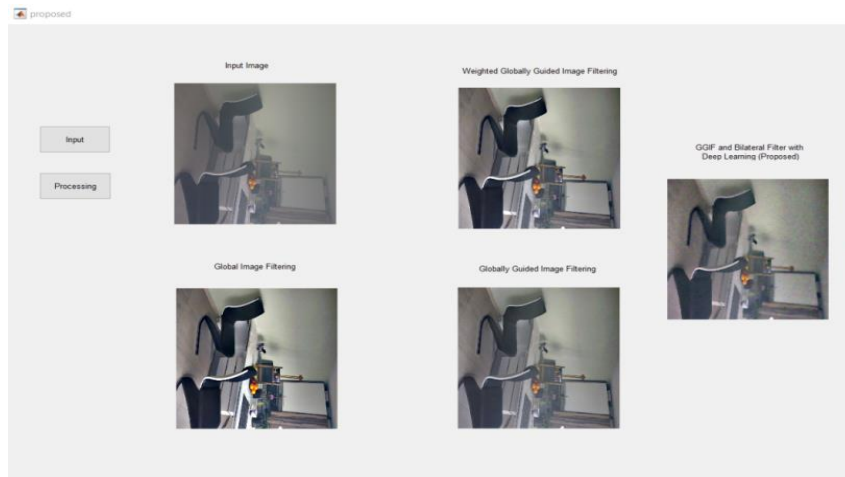 proposed
Input Image
Weighted Globally Guided Image Filtering
Input
GGIF and Bilateral Filter with
Deep Learning (Proposed)
Processing
Global Image Filtering
Globally Guided Image Filtering